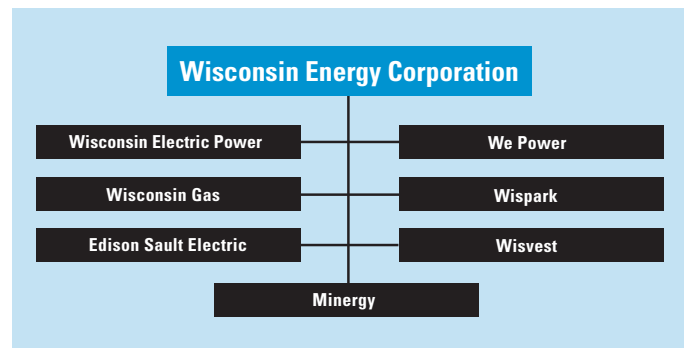 Wisconsin Energy Corporation
Wisconsin Electric Power
We Power
Wisconsin Gas
Wispark
Edison Sault Electric
Wisvest
Minergy